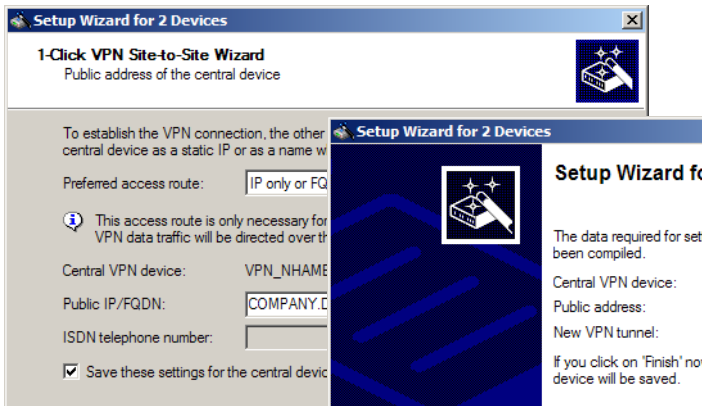 Setup Wizard for 2 Devices
1-Click VPN Site-to-Site Wizard
Public address of the central device
To establish the VPN connection, the other
central device as a static IP or as a name w
Preferred access route: IP only or FQ
This access route is only necessary for
VPN data traffic will be directed over th
Central VPN device: VPN_NHAME
Public IP/FQDN: COMPANY.D
ISDN telephone number:
Save these settings for the central devic
Setup Wizard for 2 Devices
Setup Wizard fo
The data required for set
been compiled.
Central VPN device:
Public address:
New VPN tunnel:
If you click on 'Finish' no
device will be saved.